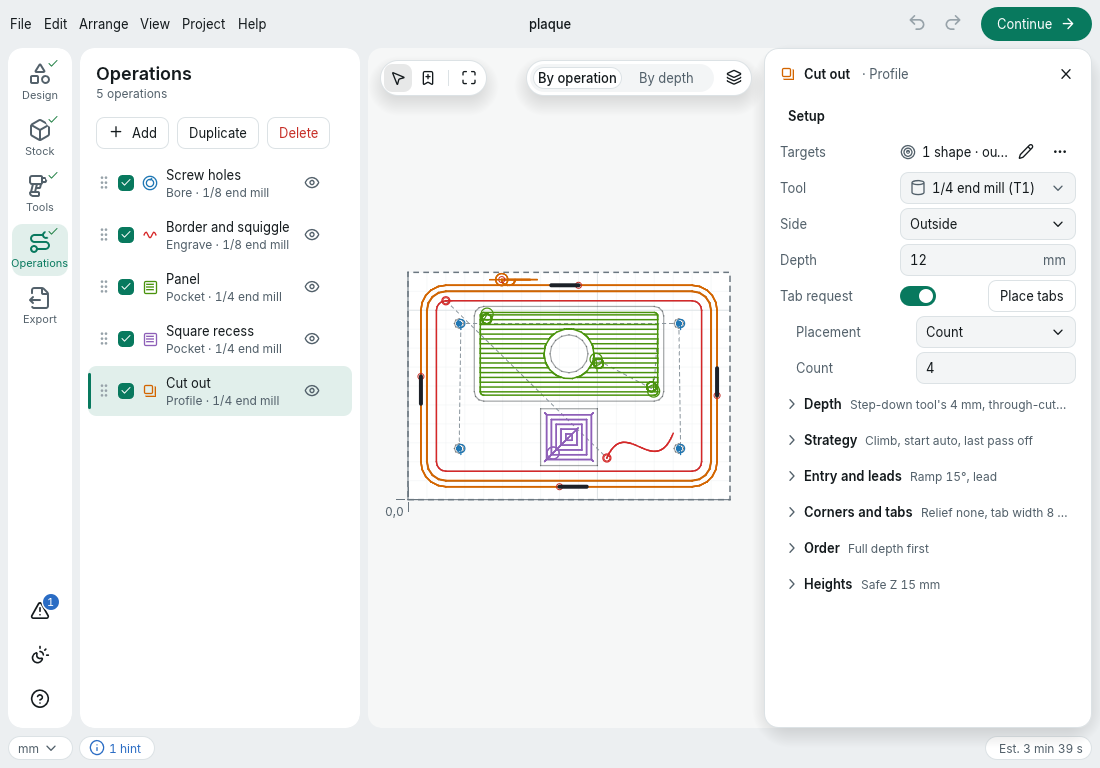 File Edit Arrange View Project Help
plaque
Continue
Design
Stock
Tools
Operations
Export
1
Operations
5 operations
Add
Duplicate
Delete
Screw holes
Bore · 1/8 end mill
Border and squiggle
Engrave · 1/8 end mill
Panel
Pocket · 1/4 end mill
Square recess
Pocket · 1/4 end mill
Cut out
Profile · 1/4 end mill
By operation
By depth
0,0
Cut out · Profile
Setup
Targets 1 shape · ou...
Tool 1/4 end mill (T1)
Side Outside
Depth 12 mm
Tab request Place tabs
Placement Count
Count 4
Depth Step-down tool's 4 mm, through-cut...
Strategy Climb, start auto, last pass off
Entry and leads Ramp 15°, lead
Corners and tabs Relief none, tab width 8 ...
Order Full depth first
Heights Safe Z 15 mm
mm
1 hint
Est. 3 min 39 s